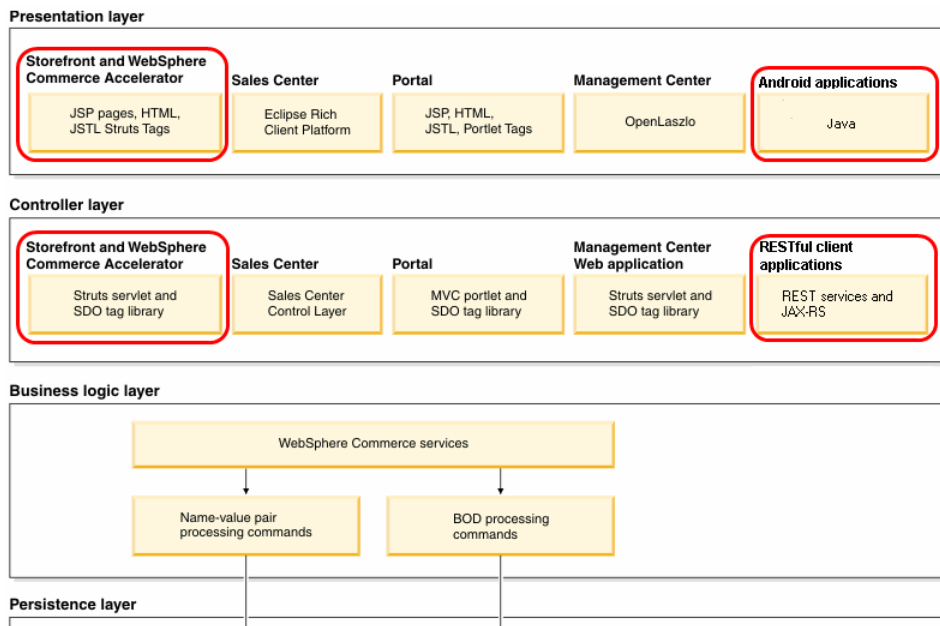 Presentation layer
Storefront and WebSphere
Commerce Accelerator
Sales Center
Portal
Management Center
Android applications
JSP pages, HTML,
JSTL Struts Tags
Eclipse Rich
Client Platform
JSP, HTML,
JSTL, Portlet Tags
OpenLaszlo
Java
Controller layer
Storefront and WebSphere
Commerce Accelerator
Sales Center
Portal
Management Center
Web application
RESTful client
applications
Struts servlet and
SDO tag library
Sales Center
Control Layer
MVC portlet and
SDO tag library
Struts servlet and
SDO tag library
REST services and
JAX-RS
Business logic layer
WebSphere Commerce services
Name-value pair
processing commands
BOD processing
commands
Persistence layer